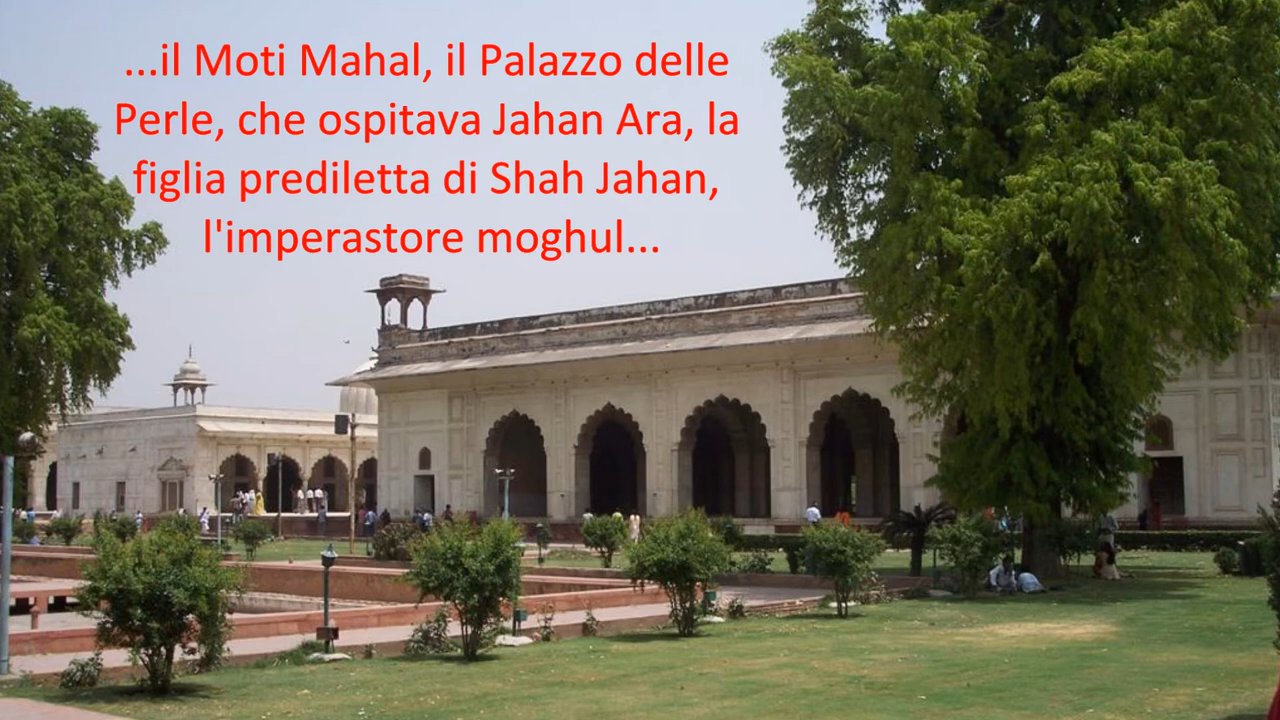 ...il Moti Mahal, il Palazzo delle
Perle, che ospitava Jahan Ara, la
figlia prediletta di Shah Jahan,
l'imperastore moghul...